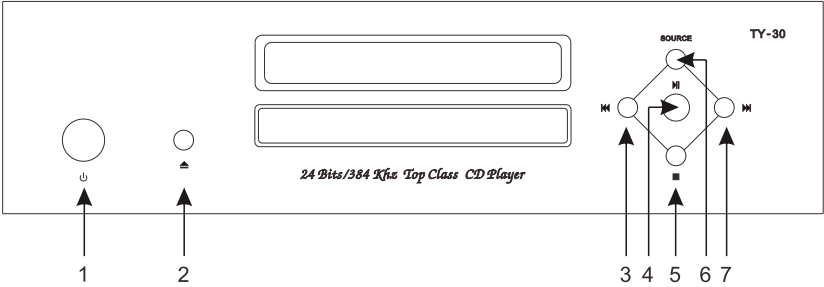 SOURCE
TY-30
24 Bits/384 Khz Top Class CD Player
1 2 3 4 5 6 7